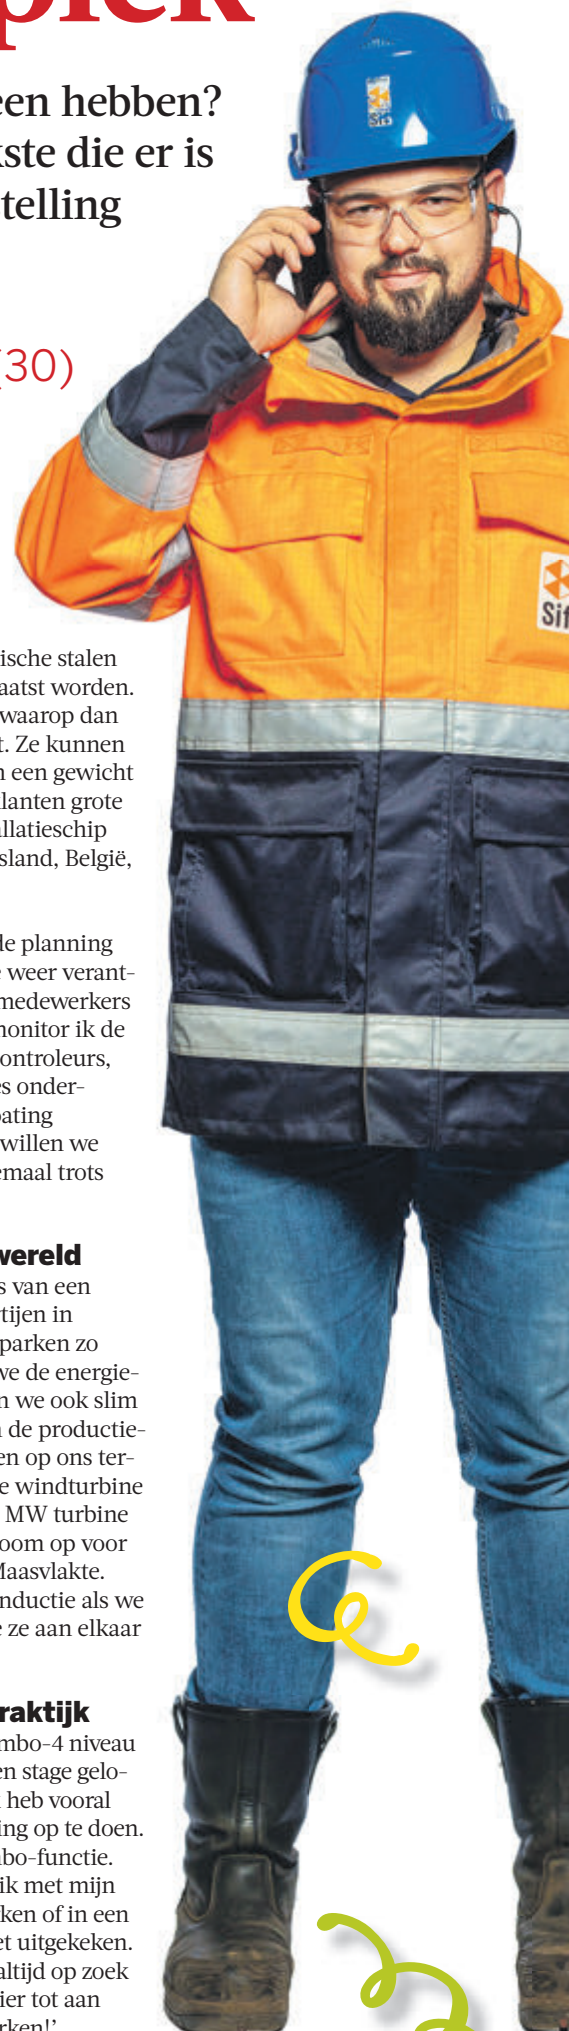 een hebben?
kste die er is
telling
(30)
Sif
Sif
ische stalen
aatst worden.
waarop dan
t. Ze kunnen
n een gewicht
lanten grote
allatieschip
sland, België,
de planning
e weer verant-
medewerkers
monitor ik de
ontroleurs,
es onder-
oating
willen we
emaal trots
wereld
s van een
tijen in
parken zo
we de energie-
n we ook slim
n de productie-
en op ons ter-
e windturbine
MW turbine
oom op voor
Maasvlakte.
nductie als we
e ze aan elkaar
raktijk
mbo-4 niveau
en stage gelo-
k heb vooral
ing op te doen.
bo-functie.
ik met mijn
ken of in een
et uitgekeken.
altijd op zoek
ier tot aan
rken!'